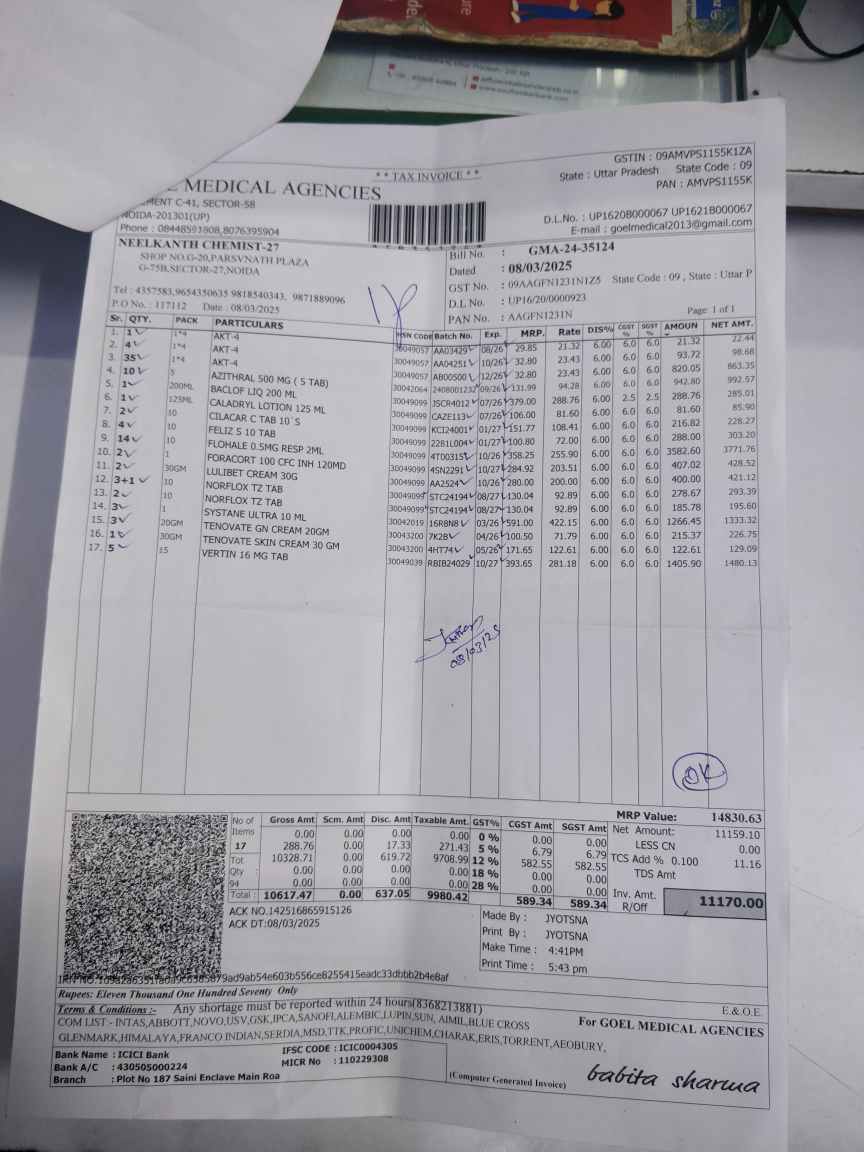 * * TAX INVOICE * *
GSTIN : 09AMVPS1155K1ZA
State : Uttar Pradesh State Code : 09
PAN : AMVPS1155K
MEDICAL AGENCIES
C-41, SECTOR-58
NOIDA-201301(UP)
Phone : 08448591808,8076395904
D.L.No. : UP1620B000067 UP1621B000067
E-mail : goelmedical2013@gmail.com
NEELKANTH CHEMIST-27
SHOP NO.G-20,PARSVNATH PLAZA
G-75B,SECTOR-27,NOIDA
Tel : 4357583,9654350635 9818540343, 9871889096
P.O No. : 117112 Date : 08/03/2025
Bill No. : GMA-24-35124
Dated : 08/03/2025
GST No. : 09AAGFN1231N1Z5 State Code : 09 , State : Uttar P
D.L No. : UP16/20/0000923
PAN No. : AAGFN1231N
Page: 1 of 1
Sr. QTY. PACK PARTICULARS HSN CODE Batch No. Exp. MRP. Rate DIS% CGST % SGST % AMOUN NET AMT.
1. 1 1*4 AKT-4 30049057 AA03429 08/26 29.85 21.32 6.00 6.0 6.0 21.32 22.44
2. 4 1*4 AKT-4 30049057 AA04251 10/26 32.80 23.43 6.00 6.0 6.0 93.72 98.68
3. 35 1*4 AKT-4 30049057 AB00500 12/26 32.80 23.43 6.00 6.0 6.0 820.05 863.35
4. 10 5 AZITHRAL 500 MG ( 5 TAB) 30042064 2408001232 09/26 131.99 94.28 6.00 6.0 6.0 942.80 992.57
5. 1 200ML BACLOF LIQ 200 ML 30049099 JSCR4012 07/26 379.00 288.76 6.00 2.5 2.5 288.76 285.01
6. 1 125ML CALADRYL LOTION 125 ML 30049099 CAZE113 07/26 106.00 81.60 6.00 6.0 6.0 81.60 85.90
7. 2 10 CILACAR C TAB 10`S 30049099 KCI24001 01/27 151.77 108.41 6.00 6.0 6.0 216.82 228.27
8. 4 10 FELIZ S 10 TAB 30049099 2281L004 01/27 100.80 72.00 6.00 6.0 6.0 288.00 303.20
9. 14 10 FLOHALE 0.5MG RESP 2ML 30049099 4T00315 10/26 358.25 255.90 6.00 6.0 6.0 3582.60 3771.76
10. 2 1 FORACORT 100 CFC INH 120MD 30049099 4SN2291 10/27 284.92 203.51 6.00 6.0 6.0 407.02 428.52
11. 2 30GM LULIBET CREAM 30G 30049099 AA2524 10/26 280.00 200.00 6.00 6.0 6.0 400.00 421.12
12. 3+1 10 NORFLOX TZ TAB 30049099 STC24194 08/27 130.04 92.89 6.00 6.0 6.0 278.67 293.39
13. 2 10 NORFLOX TZ TAB 30049099 STC24194 08/27 130.04 92.89 6.00 6.0 6.0 185.78 195.60
14. 3 1 SYSTANE ULTRA 10 ML 30042019 16RBN8 03/26 591.00 422.15 6.00 6.0 6.0 1266.45 1333.32
15. 3 20GM TENOVATE GN CREAM 20GM 30043200 7K2B 04/26 100.50 71.79 6.00 6.0 6.0 215.37 226.75
16. 1 30GM TENOVATE SKIN CREAM 30 GM 30043200 4HT74 05/26 171.65 122.61 6.00 6.0 6.0 122.61 129.09
17. 5 15 VERTIN 16 MG TAB 30049039 RBIB24029 10/27 393.65 281.18 6.00 6.0 6.0 1405.90 1480.13
08/03/25
OK
No of Items 17 Tot Qty : 94
Gross Amt Scm. Amt Disc. Amt Taxable Amt. GST% CGST Amt SGST Amt
0.00 0.00 0.00 0.00 0 % 0.00 0.00
288.76 0.00 17.33 271.43 5 % 6.79 6.79
10328.71 0.00 619.72 9708.99 12 % 582.55 582.55
0.00 0.00 0.00 0.00 18 % 0.00 0.00
0.00 0.00 0.00 0.00 28 % 0.00 0.00
Total : 10617.47 0.00 637.05 9980.42 589.34 589.34
MRP Value: 14830.63
Net Amount: 11159.10
LESS CN 0.00
TCS Add % 0.100 11.16
TDS Amt
Inv. Amt. R/Off 11170.00
ACK NO.142516865915126
ACK DT:08/03/2025
Made By : JYOTSNA
Print By : JYOTSNA
Make Time : 4:41PM
Print Time : 5:43 pm
Rupees: Eleven Thousand One Hundred Seventy Only
Terms & Conditions :- Any shortage must be reported within 24 hours(8368213881)
E.& O.E.
COM LIST:- INTAS,ABBOTT,NOVO,USV,GSK,IPCA,SANOFI,ALEMBIC,LUPIN,SUN, AIMIL,BLUE CROSS
GLENMARK,HIMALAYA,FRANCO INDIAN,SERDIA,MSD,TTK,PROFIC,UNICHEM,CHARAK,ERIS,TORRENT,AEOBURY,
For GOEL MEDICAL AGENCIES
Bank Name : ICICI Bank IFSC CODE : ICIC0004305
Bank A/C : 430505000224 MICR No : 110229308
Branch : Plot No 187 Saini Enclave Main Roa
(Computer Generated Invoice)
babita sharma